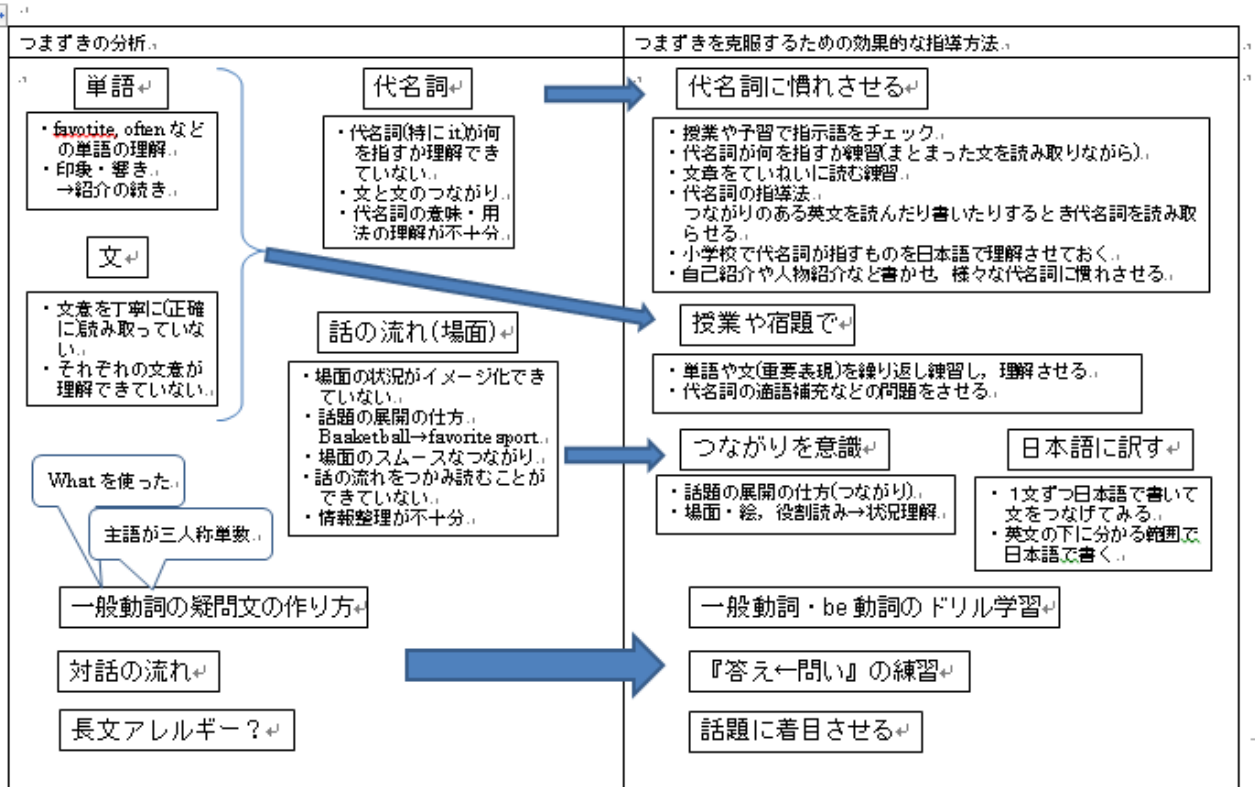 つまずきの分析
つまずきを克服するための効果的な指導方法
単語
・favotite, often など
の単語の理解
・印象・響き
→紹介の続き
文
・文意を丁寧に(正確
に)読み取っていな
い
・それぞれの文意が
理解できていない
代名詞
・代名詞(特に it)が何
を指すか理解でき
ていない
・文と文のつながり
・代名詞の意味・用
法の理解が不十分
話の流れ(場面)
・場面の状況がイメージ化でき
ていない
・話題の展開の仕方
Baaketball→favorite sport
・場面のスムースなつながり
・話の流れをつかみ読むことが
できていない
・情報整理が不十分
What を使った
主語が三人称単数
一般動詞の疑問文の作り方
対話の流れ
長文アレルギー？
代名詞に慣れさせる
・授業や予習で指示語をチェック
・代名詞が何を指すか練習(まとまった文を読み取りながら)
・文章をていねいに読む練習
・代名詞の指導法
つながりのある英文を読んだり書いたりするとき代名詞を読み取
らせる
・小学校で代名詞が指すものを日本語で理解させておく
・自己紹介や人物紹介など書かせ，様々な代名詞に慣れさせる
授業や宿題で
・単語や文(重要表現)を繰り返し練習し，理解させる
・代名詞の適語補充などの問題をさせる
つながりを意識
・話題の展開の仕方(つながり)
・場面・絵，役割読み→状況理解
日本語に訳す
・１文ずつ日本語で書いて
文をつなげてみる
・英文の下に分かる範囲で
日本語で書く
一般動詞・be 動詞のドリル学習
『答え←問い』の練習
話題に着目させる